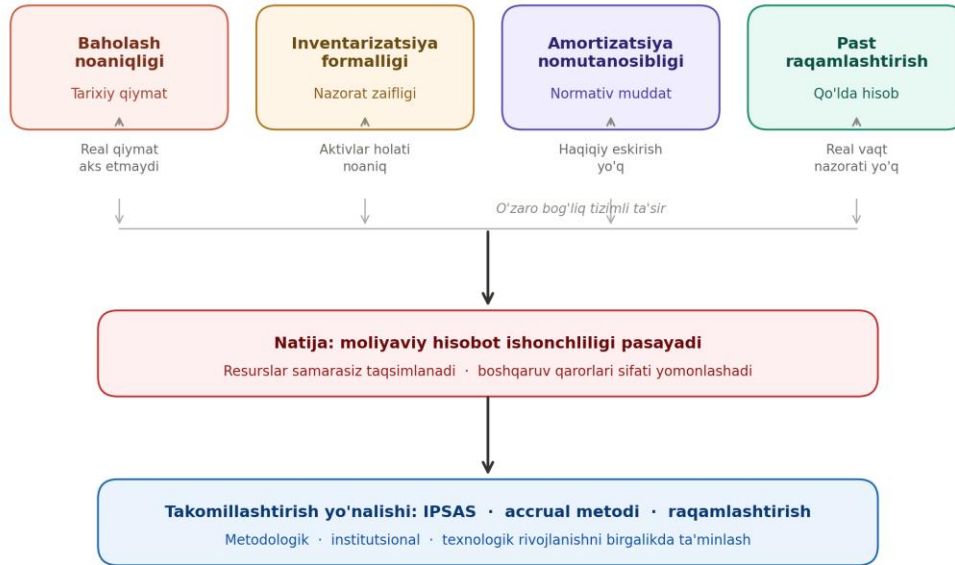 Baholash
noaniqligi
Tarixiy qiymat
Inventarizatsiya
formalligi
Nazorat zaifligi
Amortizatsiya
nomutanosibligi
Normativ muddat
Past
raqamlashtirish
Qo'lda hisob
Real qiymat
aks etmaydi
Aktivlar holati
noaniq
Haqiqiy eskirish
yo'q
Real vaqt
nazorati yo'q
O'zaro bog'liq tizimli ta'sir
Natija: moliyaviy hisobot ishonchliligi pasayadi
Resurslar samarasiz taqsimlanadi · boshqaruv qarorlari sifati yomonlashadi
Takomillashtirish yo'nalishi: IPSAS · accrual metodi · raqamlashtirish
Metodologik · institutsional · texnologik rivojlanishni birgalikda ta'minlash